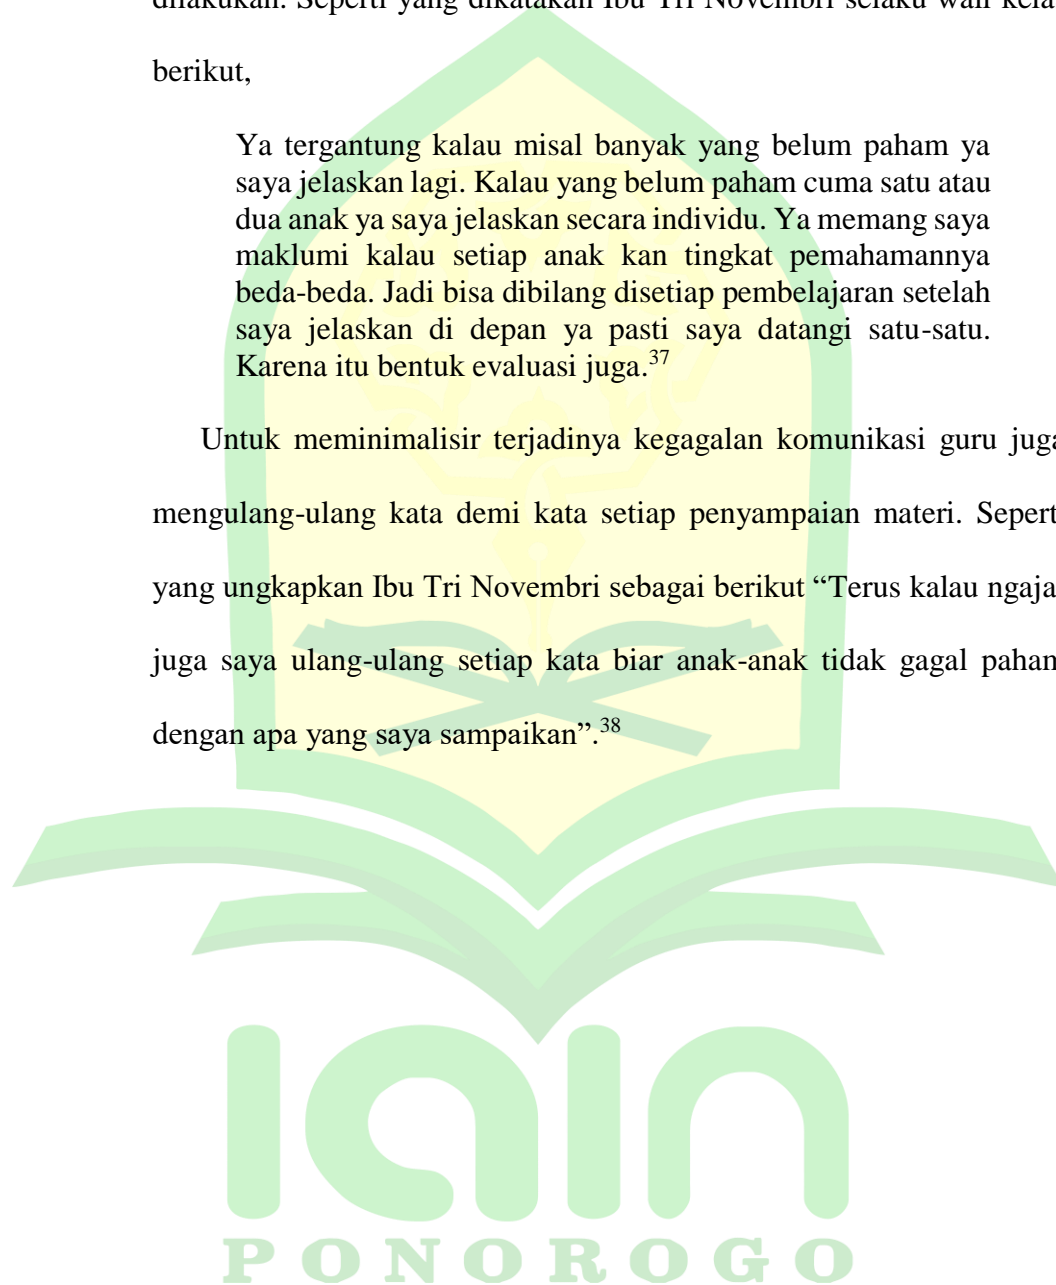 dilakukan. Seperti yang dikatakan Ibu Tri Novembri selaku wali kela
berikut,
Ya tergantung kalau misal banyak yang belum paham ya
saya jelaskan lagi. Kalau yang belum paham cuma satu atau
dua anak ya saya jelaskan secara individu. Ya memang saya
maklumi kalau setiap anak kan tingkat pemahamannya
beda-beda. Jadi bisa dibilang disetiap pembelajaran setelah
saya jelaskan di depan ya pasti saya datangi satu-satu.
Karena itu bentuk evaluasi juga.37
Untuk meminimalisir terjadinya kegagalan komunikasi guru juga
mengulang-ulang kata demi kata setiap penyampaian materi. Sepert
yang ungkapkan Ibu Tri Novembri sebagai berikut “Terus kalau ngaja
juga saya ulang-ulang setiap kata biar anak-anak tidak gagal paham
dengan apa yang saya sampaikan”.38
IAIN
PONOROGO